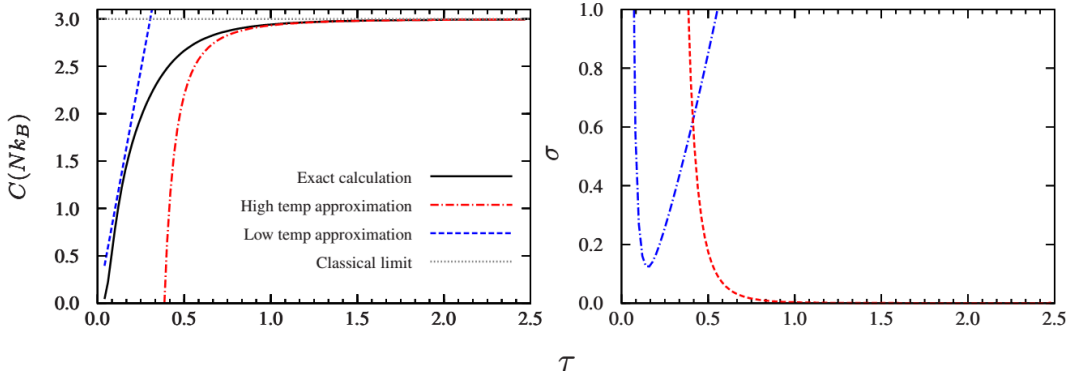 3.0
2.5
2.0
1.5
1.0
0.5
0.0
C(Nk_B)
0.0 0.5 1.0 1.5 2.0 2.5
Exact calculation
High temp approximation
Low temp approximation
Classical limit
1.0
0.8
0.6
0.4
0.2
0.0
σ
0.0 0.5 1.0 1.5 2.0 2.5
τ